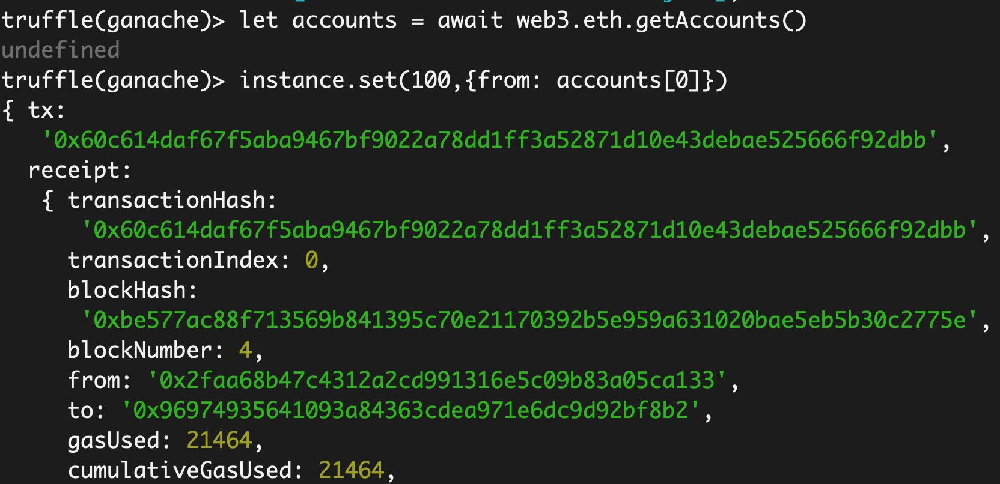 truffle(ganache)> let accounts = await web3.eth.getAccounts()
undefined
truffle(ganache)> instance.set(100,{from: accounts[0]})
{ tx:
'0x60c614daf67f5aba9467bf9022a78dd1ff3a52871d10e43debae525666f92dbb',
receipt:
{ transactionHash:
'0x60c614daf67f5aba9467bf9022a78dd1ff3a52871d10e43debae525666f92dbb',
transactionIndex: 0,
blockHash:
'0xbe577ac88f713569b841395c70e21170392b5e959a631020bae5eb5b30c2775e',
blockNumber: 4,
from: '0x2faa68b47c4312a2cd991316e5c09b83a05ca133',
to: '0x96974935641093a84363cdea971e6dc9d92bf8b2',
gasUsed: 21464,
cumulativeGasUsed: 21464,